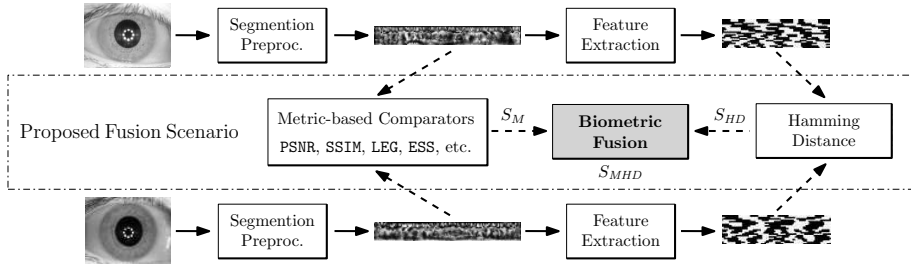 Segmention
Preproc.
Feature
Extraction
Proposed Fusion Scenario
Metric-based Comparators
PSNR, SSIM, LEG, ESS, etc.
S_M
Biometric
Fusion
S_MHD
S_HD
Hamming
Distance
Segmention
Preproc.
Feature
Extraction